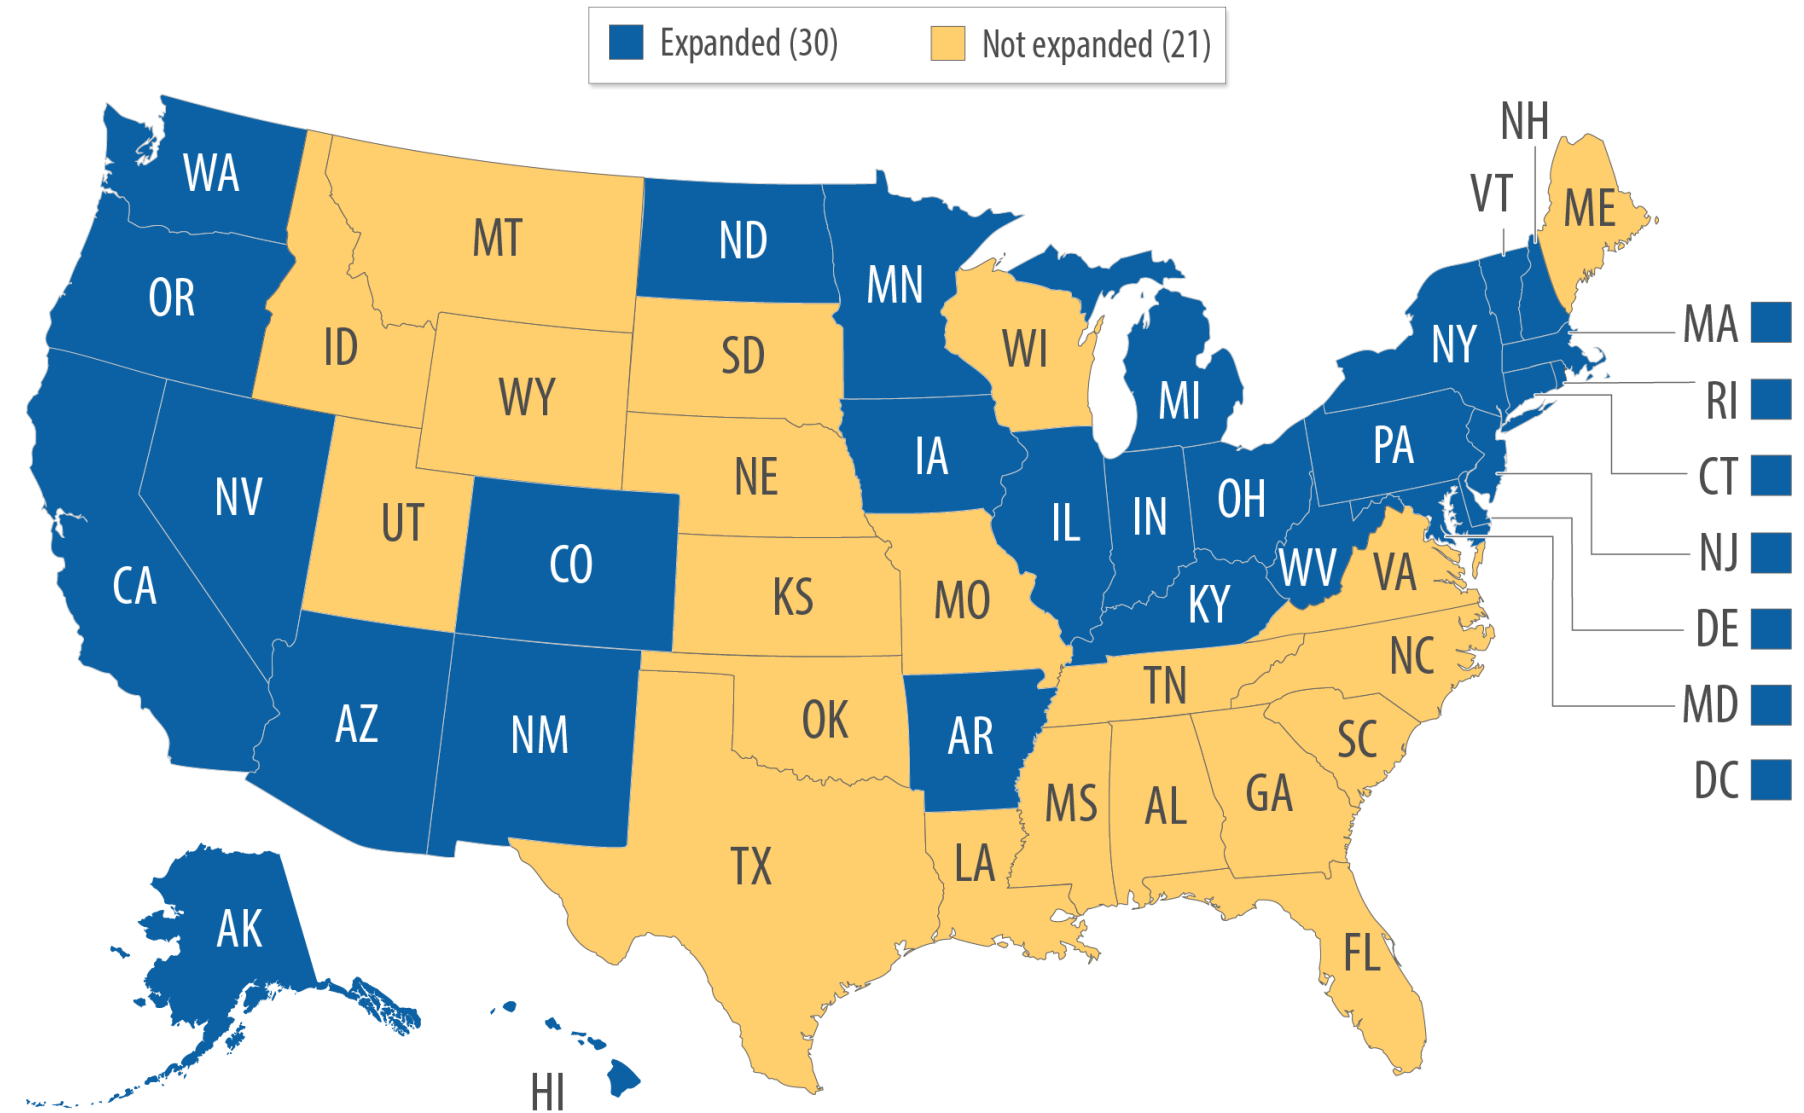 Expanded (30)
Not expanded (21)
NH
VT
WA
ME
MT
ND
OR
MN
MA
ID
SD
WI
NY
WY
MI
RI
PA
IA
NE
CT
NV
OH
UT
IL
IN
CO
NJ
WV
VA
CA
KS
MO
KY
DE
NC
TN
MD
AZ
NM
OK
AR
SC
DC
MS
AL
GA
TX
LA
AK
FL
HI